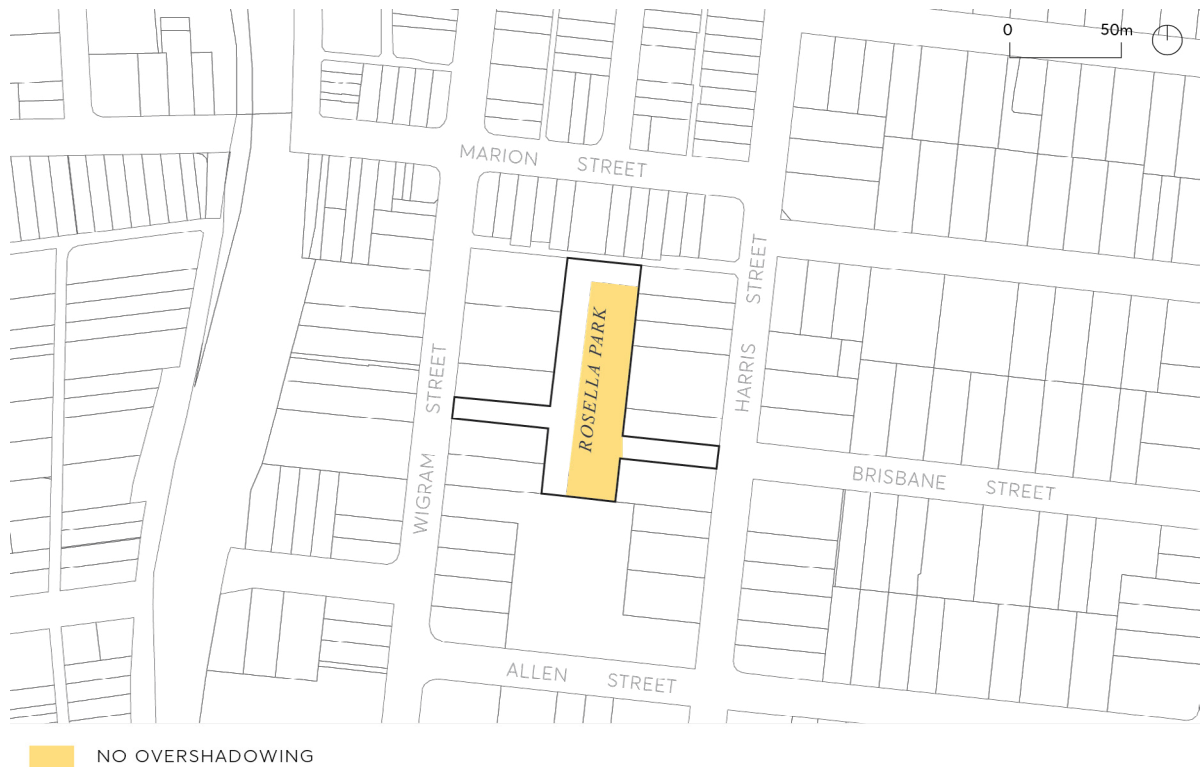 0 50m
MARION STREET
HARRIS STREET
ROSELLA PARK
WIGRAM STREET
BRISBANE STREET
ALLEN STREET
NO OVERSHADOWING